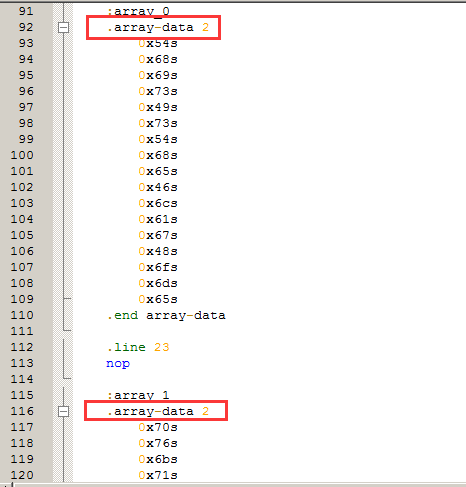 91 :array_0
92 .array-data 2
93 0x54s
94 0x68s
95 0x69s
96 0x73s
97 0x49s
98 0x73s
99 0x54s
100 0x68s
101 0x65s
102 0x46s
103 0x6cs
104 0x61s
105 0x67s
106 0x48s
107 0x6fs
108 0x6ds
109 0x65s
110 .end array-data
111
112 .line 23
113 nop
114
115 :array_1
116 .array-data 2
117 0x70s
118 0x76s
119 0x6bs
120 0x71s